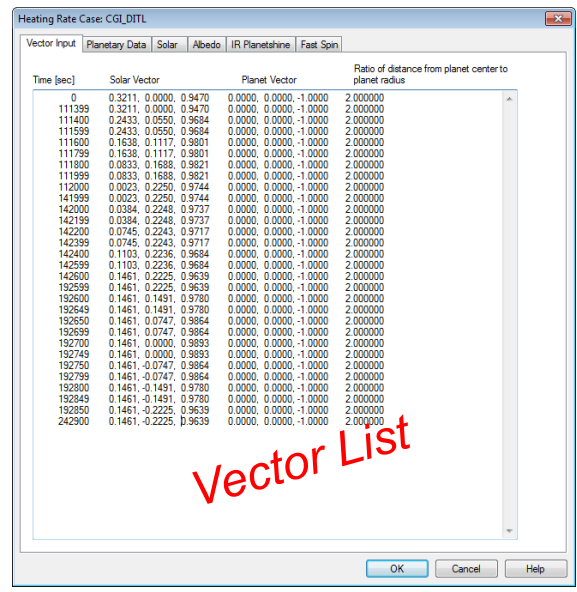 Heating Rate Case: CGI_DITL
Vector Input Planetary Data Solar Albedo IR Planetshine Fast Spin
Ratio of distance from planet center to
Time [sec] Solar Vector Planet Vector planet radius
0 0.3211, 0.0000, 0.9470 0.0000, 0.0000, -1.0000 2.000000
111399 0.3211, 0.0000, 0.9470 0.0000, 0.0000, -1.0000 2.000000
111400 0.2433, 0.0550, 0.9684 0.0000, 0.0000, -1.0000 2.000000
111599 0.2433, 0.0550, 0.9684 0.0000, 0.0000, -1.0000 2.000000
111600 0.1638, 0.1117, 0.9801 0.0000, 0.0000, -1.0000 2.000000
111799 0.1638, 0.1117, 0.9801 0.0000, 0.0000, -1.0000 2.000000
111800 0.0833, 0.1688, 0.9821 0.0000, 0.0000, -1.0000 2.000000
111999 0.0833, 0.1688, 0.9821 0.0000, 0.0000, -1.0000 2.000000
112000 0.0023, 0.2250, 0.9744 0.0000, 0.0000, -1.0000 2.000000
141999 0.0023, 0.2250, 0.9744 0.0000, 0.0000, -1.0000 2.000000
142000 0.0384, 0.2248, 0.9737 0.0000, 0.0000, -1.0000 2.000000
142199 0.0384, 0.2248, 0.9737 0.0000, 0.0000, -1.0000 2.000000
142200 0.0745, 0.2243, 0.9717 0.0000, 0.0000, -1.0000 2.000000
142399 0.0745, 0.2243, 0.9717 0.0000, 0.0000, -1.0000 2.000000
142400 0.1103, 0.2236, 0.9684 0.0000, 0.0000, -1.0000 2.000000
142599 0.1103, 0.2236, 0.9684 0.0000, 0.0000, -1.0000 2.000000
142600 0.1461, 0.2225, 0.9639 0.0000, 0.0000, -1.0000 2.000000
192599 0.1461, 0.2225, 0.9639 0.0000, 0.0000, -1.0000 2.000000
192600 0.1461, 0.1491, 0.9780 0.0000, 0.0000, -1.0000 2.000000
192649 0.1461, 0.1491, 0.9780 0.0000, 0.0000, -1.0000 2.000000
192650 0.1461, 0.0747, 0.9864 0.0000, 0.0000, -1.0000 2.000000
192699 0.1461, 0.0747, 0.9864 0.0000, 0.0000, -1.0000 2.000000
192700 0.1461, 0.0000, 0.9893 0.0000, 0.0000, -1.0000 2.000000
192749 0.1461, 0.0000, 0.9893 0.0000, 0.0000, -1.0000 2.000000
192750 0.1461, -0.0747, 0.9864 0.0000, 0.0000, -1.0000 2.000000
192799 0.1461, -0.0747, 0.9864 0.0000, 0.0000, -1.0000 2.000000
192800 0.1461, -0.1491, 0.9780 0.0000, 0.0000, -1.0000 2.000000
192849 0.1461, -0.1491, 0.9780 0.0000, 0.0000, -1.0000 2.000000
192850 0.1461, -0.2225, 0.9639 0.0000, 0.0000, -1.0000 2.000000
242900 0.1461, -0.2225, 0.9639 0.0000, 0.0000, -1.0000 2.000000
Vector List
OK Cancel Help